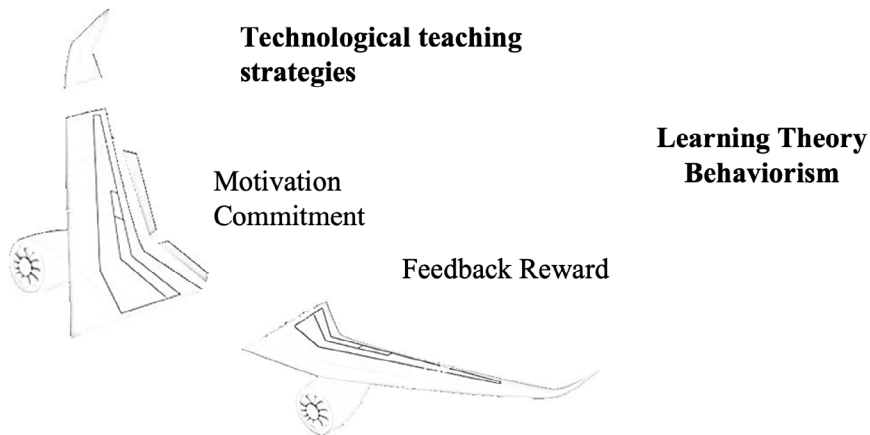 Technological teaching
strategies
Learning Theory
Behaviorism
Motivation
Commitment
Feedback Reward